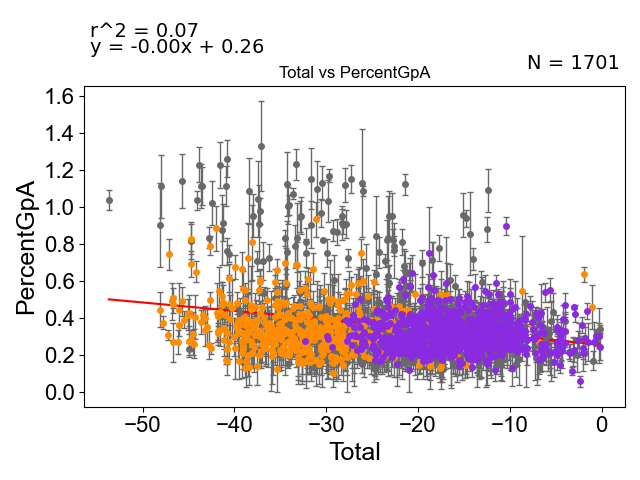 r^2 = 0.07
y = -0.00x + 0.26
N = 1701
Total vs PercentGpA
PercentGpA
1.6
1.4
1.2
1.0
0.8
0.6
0.4
0.2
0.0
−50 −40 −30 −20 −10 0
Total